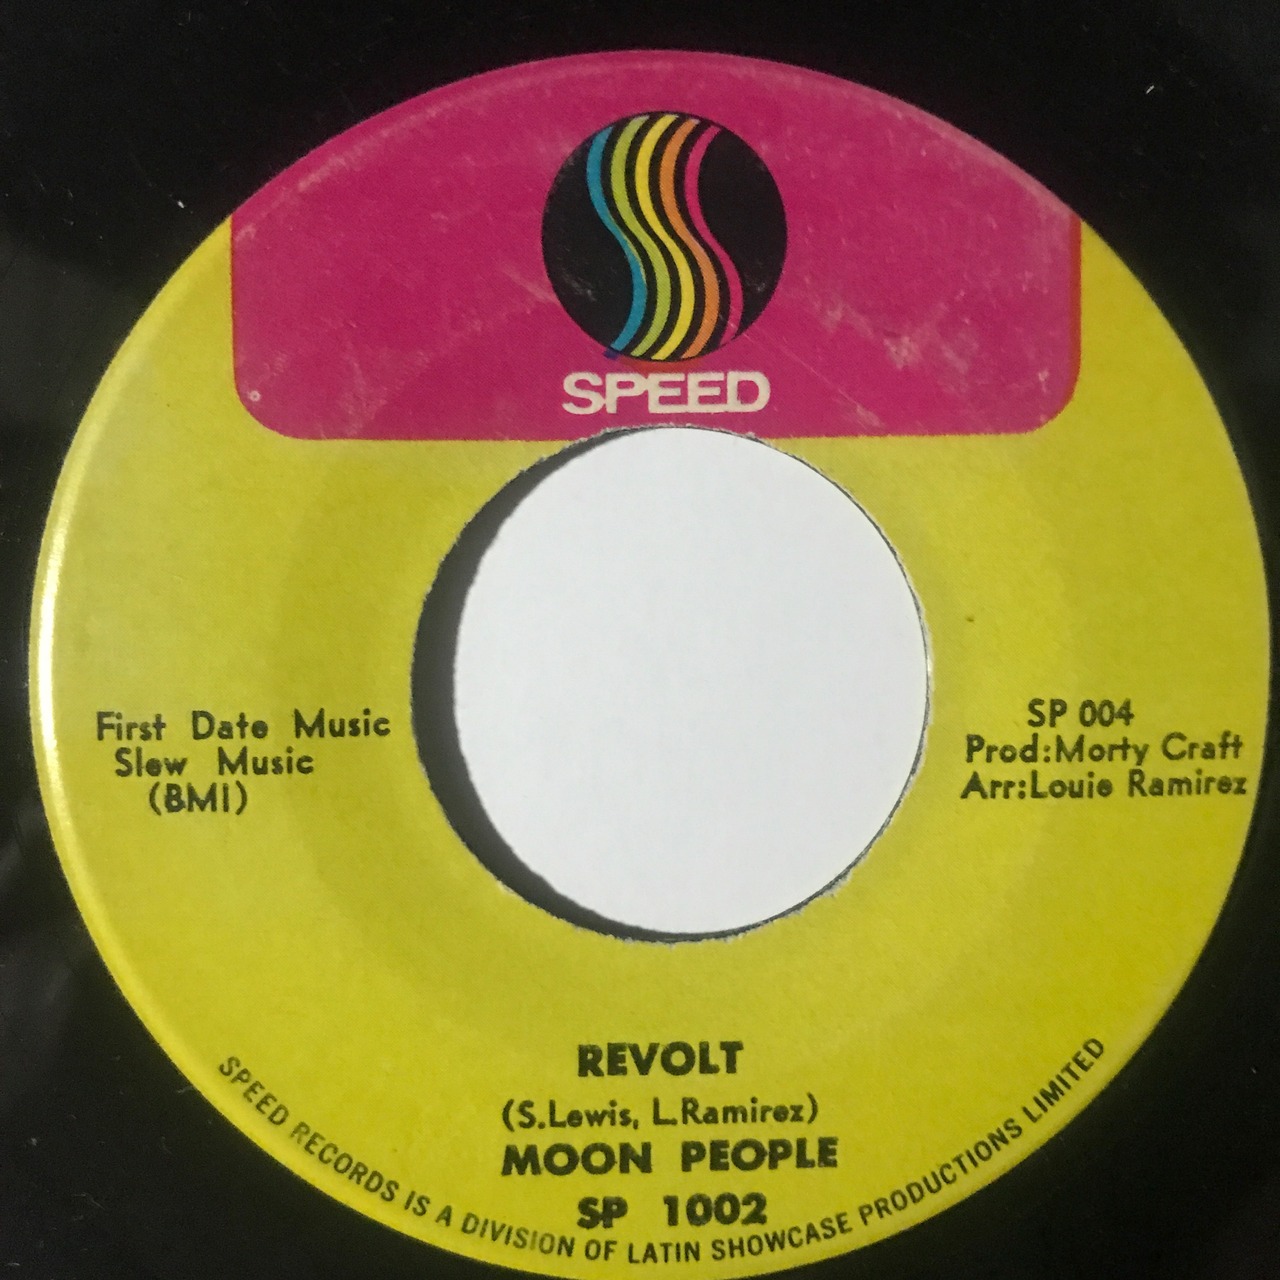 SPEED
First Date Music
Slew Music
(BMI)
SP 004
Prod:Morty Craft
Arr:Louie Ramirez
REVOLT
(S.Lewis, L.Ramirez)
MOON PEOPLE
SP 1002
SPEED RECORDS IS A DIVISION OF LATIN SHOWCASE PRODUCTIONS LIMITED